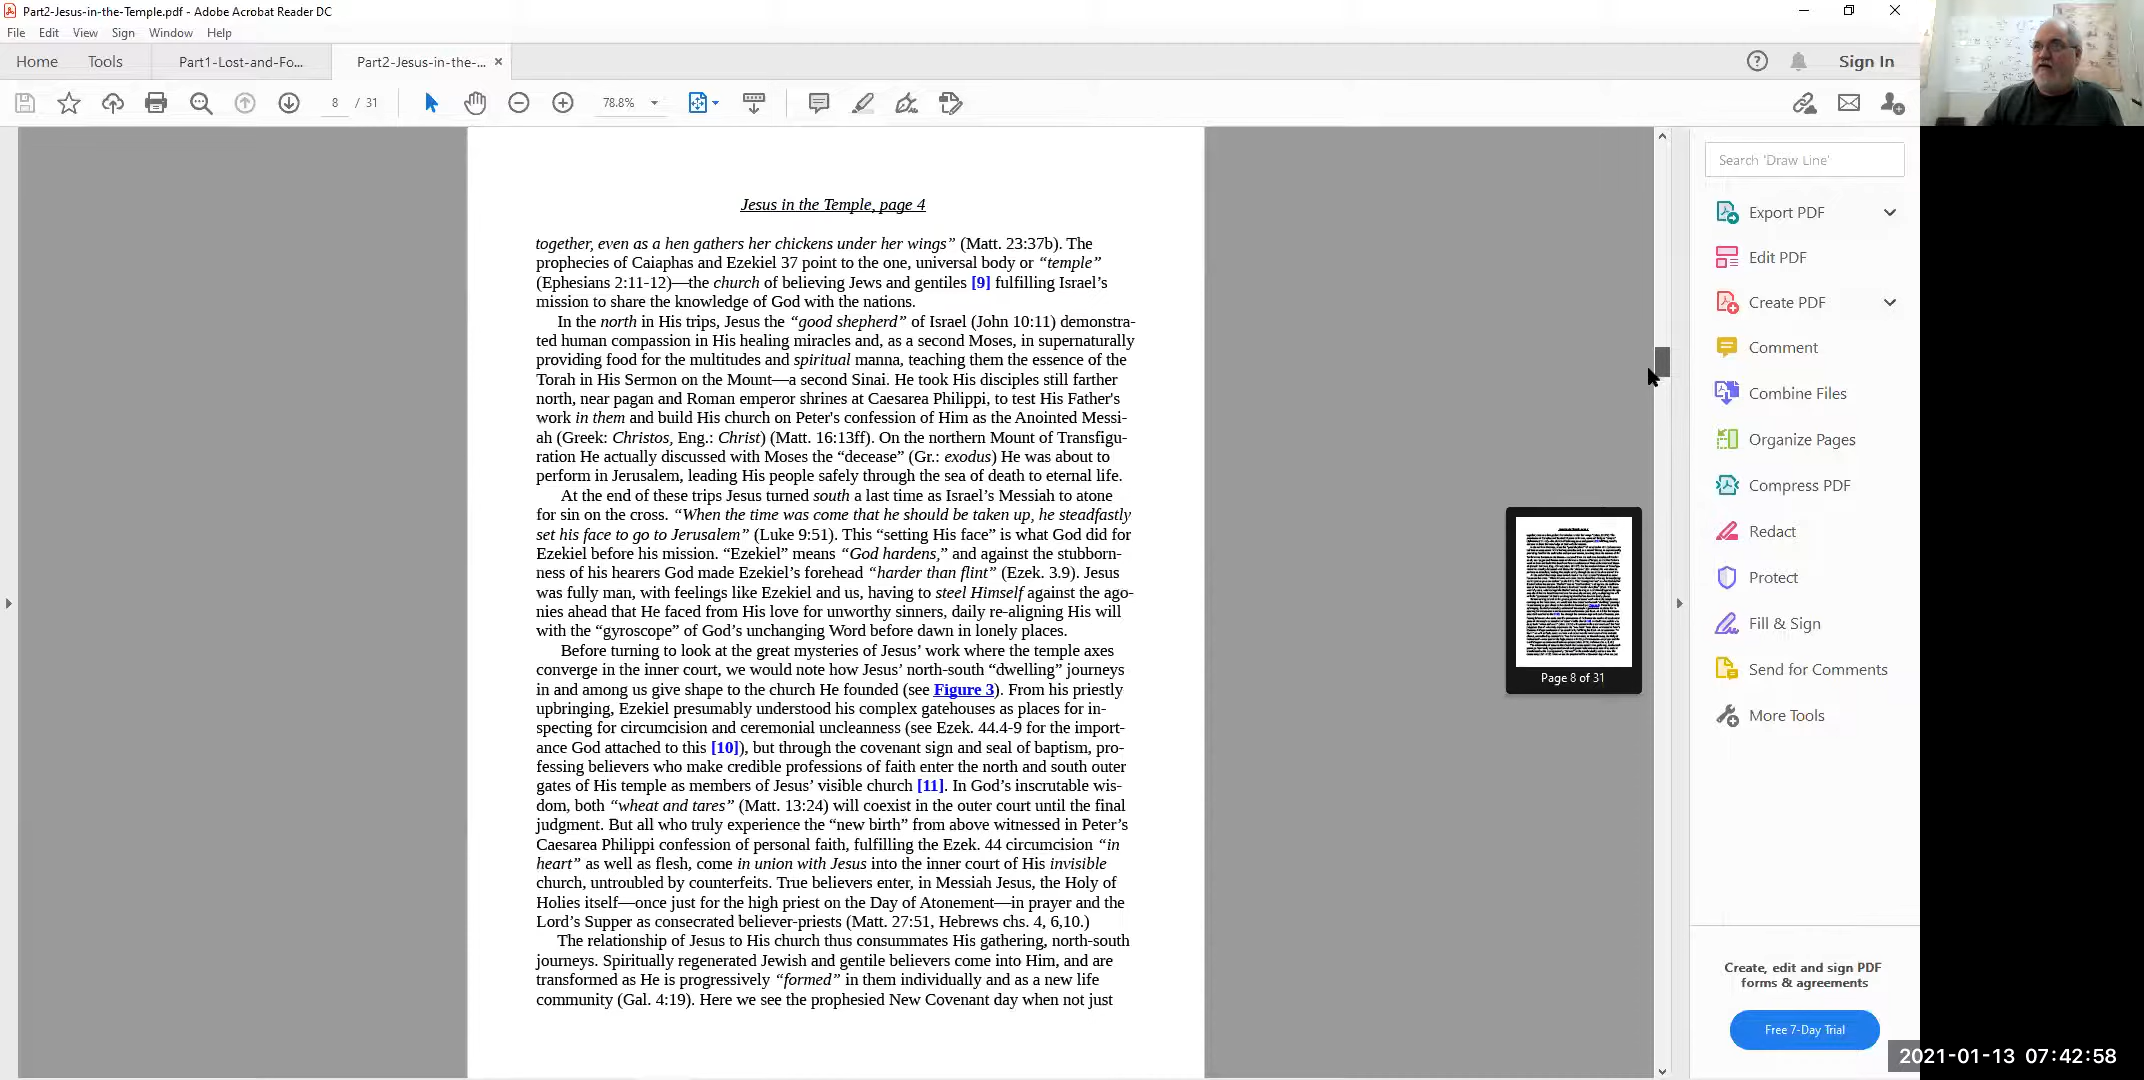 Part2-Jesus-in-the-Temple.pdf - Adobe Acrobat Reader DC
File Edit View Sign Window Help
Home Tools Part1-Lost-and-Fo... Part2-Jesus-in-the-... × Sign In
8 / 31 78.8%
Search 'Draw Line'
Export PDF
Edit PDF
Create PDF
Comment
Combine Files
Organize Pages
Compress PDF
Redact
Protect
Fill & Sign
Send for Comments
More Tools
Create, edit and sign PDF
forms & agreements
Free 7-Day Trial
Jesus in the Temple, page 4
together, even as a hen gathers her chickens under her wings” (Matt. 23:37b). The
prophecies of Caiaphas and Ezekiel 37 point to the one, universal body or “temple”
(Ephesians 2:11-12)—the church of believing Jews and gentiles [9] fulfilling Israel’s
mission to share the knowledge of God with the nations.
In the north in His trips, Jesus the “good shepherd” of Israel (John 10:11) demonstra-
ted human compassion in His healing miracles and, as a second Moses, in supernaturally
providing food for the multitudes and spiritual manna, teaching them the essence of the
Torah in His Sermon on the Mount—a second Sinai. He took His disciples still farther
north, near pagan and Roman emperor shrines at Caesarea Philippi, to test His Father's
work in them and build His church on Peter's confession of Him as the Anointed Messi-
ah (Greek: Christos, Eng.: Christ) (Matt. 16:13ff). On the northern Mount of Transfigu-
ration He actually discussed with Moses the “decease” (Gr.: exodus) He was about to
perform in Jerusalem, leading His people safely through the sea of death to eternal life.
At the end of these trips Jesus turned south a last time as Israel’s Messiah to atone
for sin on the cross. “When the time was come that he should be taken up, he steadfastly
set his face to go to Jerusalem” (Luke 9:51). This “setting His face” is what God did for
Ezekiel before his mission. “Ezekiel” means “God hardens,” and against the stubborn-
ness of his hearers God made Ezekiel’s forehead “harder than flint” (Ezek. 3.9). Jesus
was fully man, with feelings like Ezekiel and us, having to steel Himself against the ago-
nies ahead that He faced from His love for unworthy sinners, daily re-aligning His will
with the “gyroscope” of God’s unchanging Word before dawn in lonely places.
Before turning to look at the great mysteries of Jesus’ work where the temple axes
converge in the inner court, we would note how Jesus’ north-south “dwelling” journeys
in and among us give shape to the church He founded (see Figure 3). From his priestly
upbringing, Ezekiel presumably understood his complex gatehouses as places for in-
specting for circumcision and ceremonial uncleanness (see Ezek. 44.4-9 for the import-
ance God attached to this [10]), but through the covenant sign and seal of baptism, pro-
fessing believers who make credible professions of faith enter the north and south outer
gates of His temple as members of Jesus’ visible church [11]. In God’s inscrutable wis-
dom, both “wheat and tares” (Matt. 13:24) will coexist in the outer court until the final
judgment. But all who truly experience the “new birth” from above witnessed in Peter’s
Caesarea Philippi confession of personal faith, fulfilling the Ezek. 44 circumcision “in
heart” as well as flesh, come in union with Jesus into the inner court of His invisible
church, untroubled by counterfeits. True believers enter, in Messiah Jesus, the Holy of
Holies itself—once just for the high priest on the Day of Atonement—in prayer and the
Lord’s Supper as consecrated believer-priests (Matt. 27:51, Hebrews chs. 4, 6,10.)
The relationship of Jesus to His church thus consummates His gathering, north-south
journeys. Spiritually regenerated Jewish and gentile believers come into Him, and are
transformed as He is progressively “formed” in them individually and as a new life
community (Gal. 4:19). Here we see the prophesied New Covenant day when not just
Page 8 of 31
2021-01-13 07:42:58